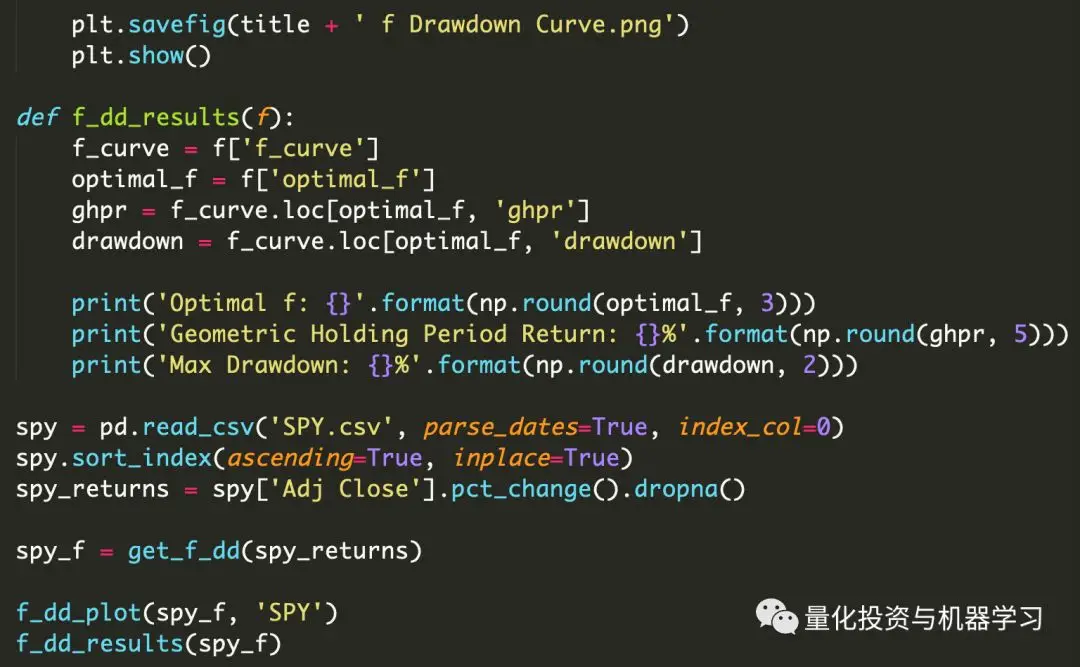 plt.savefig(title + ' f Drawdown Curve.png')
    plt.show()

def f_dd_results(f):
    f_curve = f['f_curve']
    optimal_f = f['optimal_f']
    ghpr = f_curve.loc[optimal_f, 'ghpr']
    drawdown = f_curve.loc[optimal_f, 'drawdown']

    print('Optimal f: {}'.format(np.round(optimal_f, 3)))
    print('Geometric Holding Period Return: {}%'.format(np.round(ghpr, 5)))
    print('Max Drawdown: {}%'.format(np.round(drawdown, 2)))

spy = pd.read_csv('SPY.csv', parse_dates=True, index_col=0)
spy.sort_index(ascending=True, inplace=True)
spy_returns = spy['Adj Close'].pct_change().dropna()

spy_f = get_f_dd(spy_returns)

f_dd_plot(spy_f, 'SPY')
f_dd_results(spy_f)
量化投资与机器学习